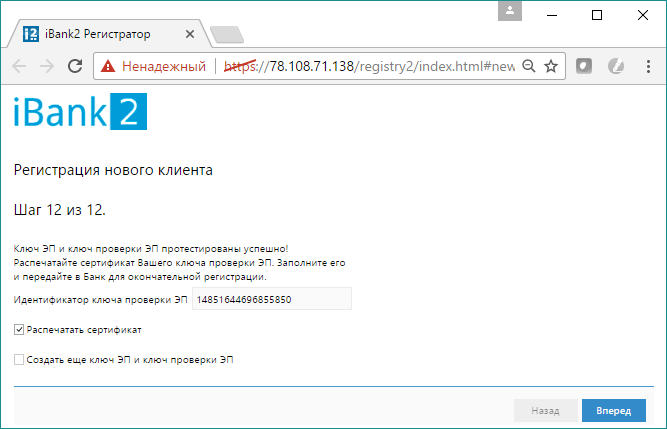 iBank2 Регистратор
Ненадежный https://78.108.71.138/registry2/index.html#new
iBank 2
Регистрация нового клиента
Шаг 12 из 12.
Ключ ЭП и ключ проверки ЭП протестированы успешно!
Распечатайте сертификат Вашего ключа проверки ЭП. Заполните его
и передайте в Банк для окончательной регистрации.
Идентификатор ключа проверки ЭП 14851644696855850
Распечатать сертификат
Создать еще ключ ЭП и ключ проверки ЭП
Назад Вперед